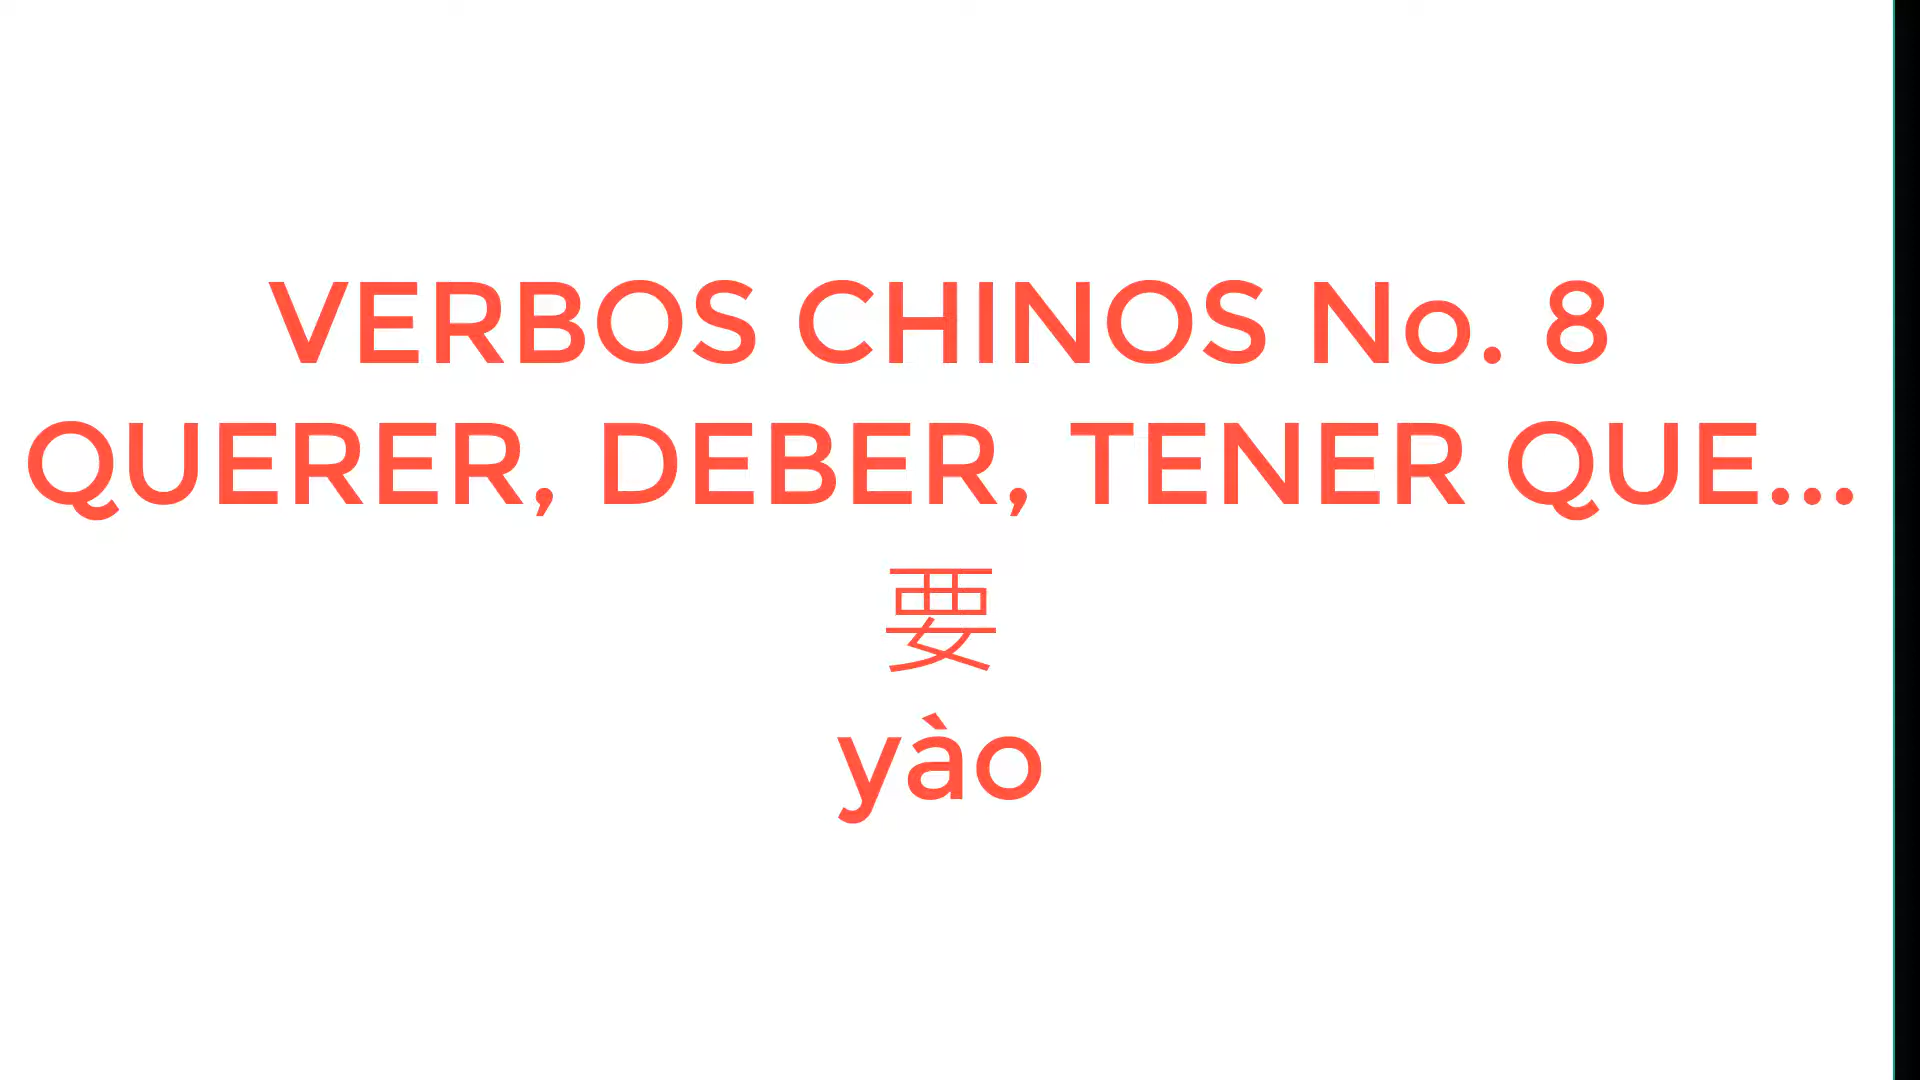 VERBOS CHINOS No. 8
QUERER, DEBER, TENER QUE...
要
yào